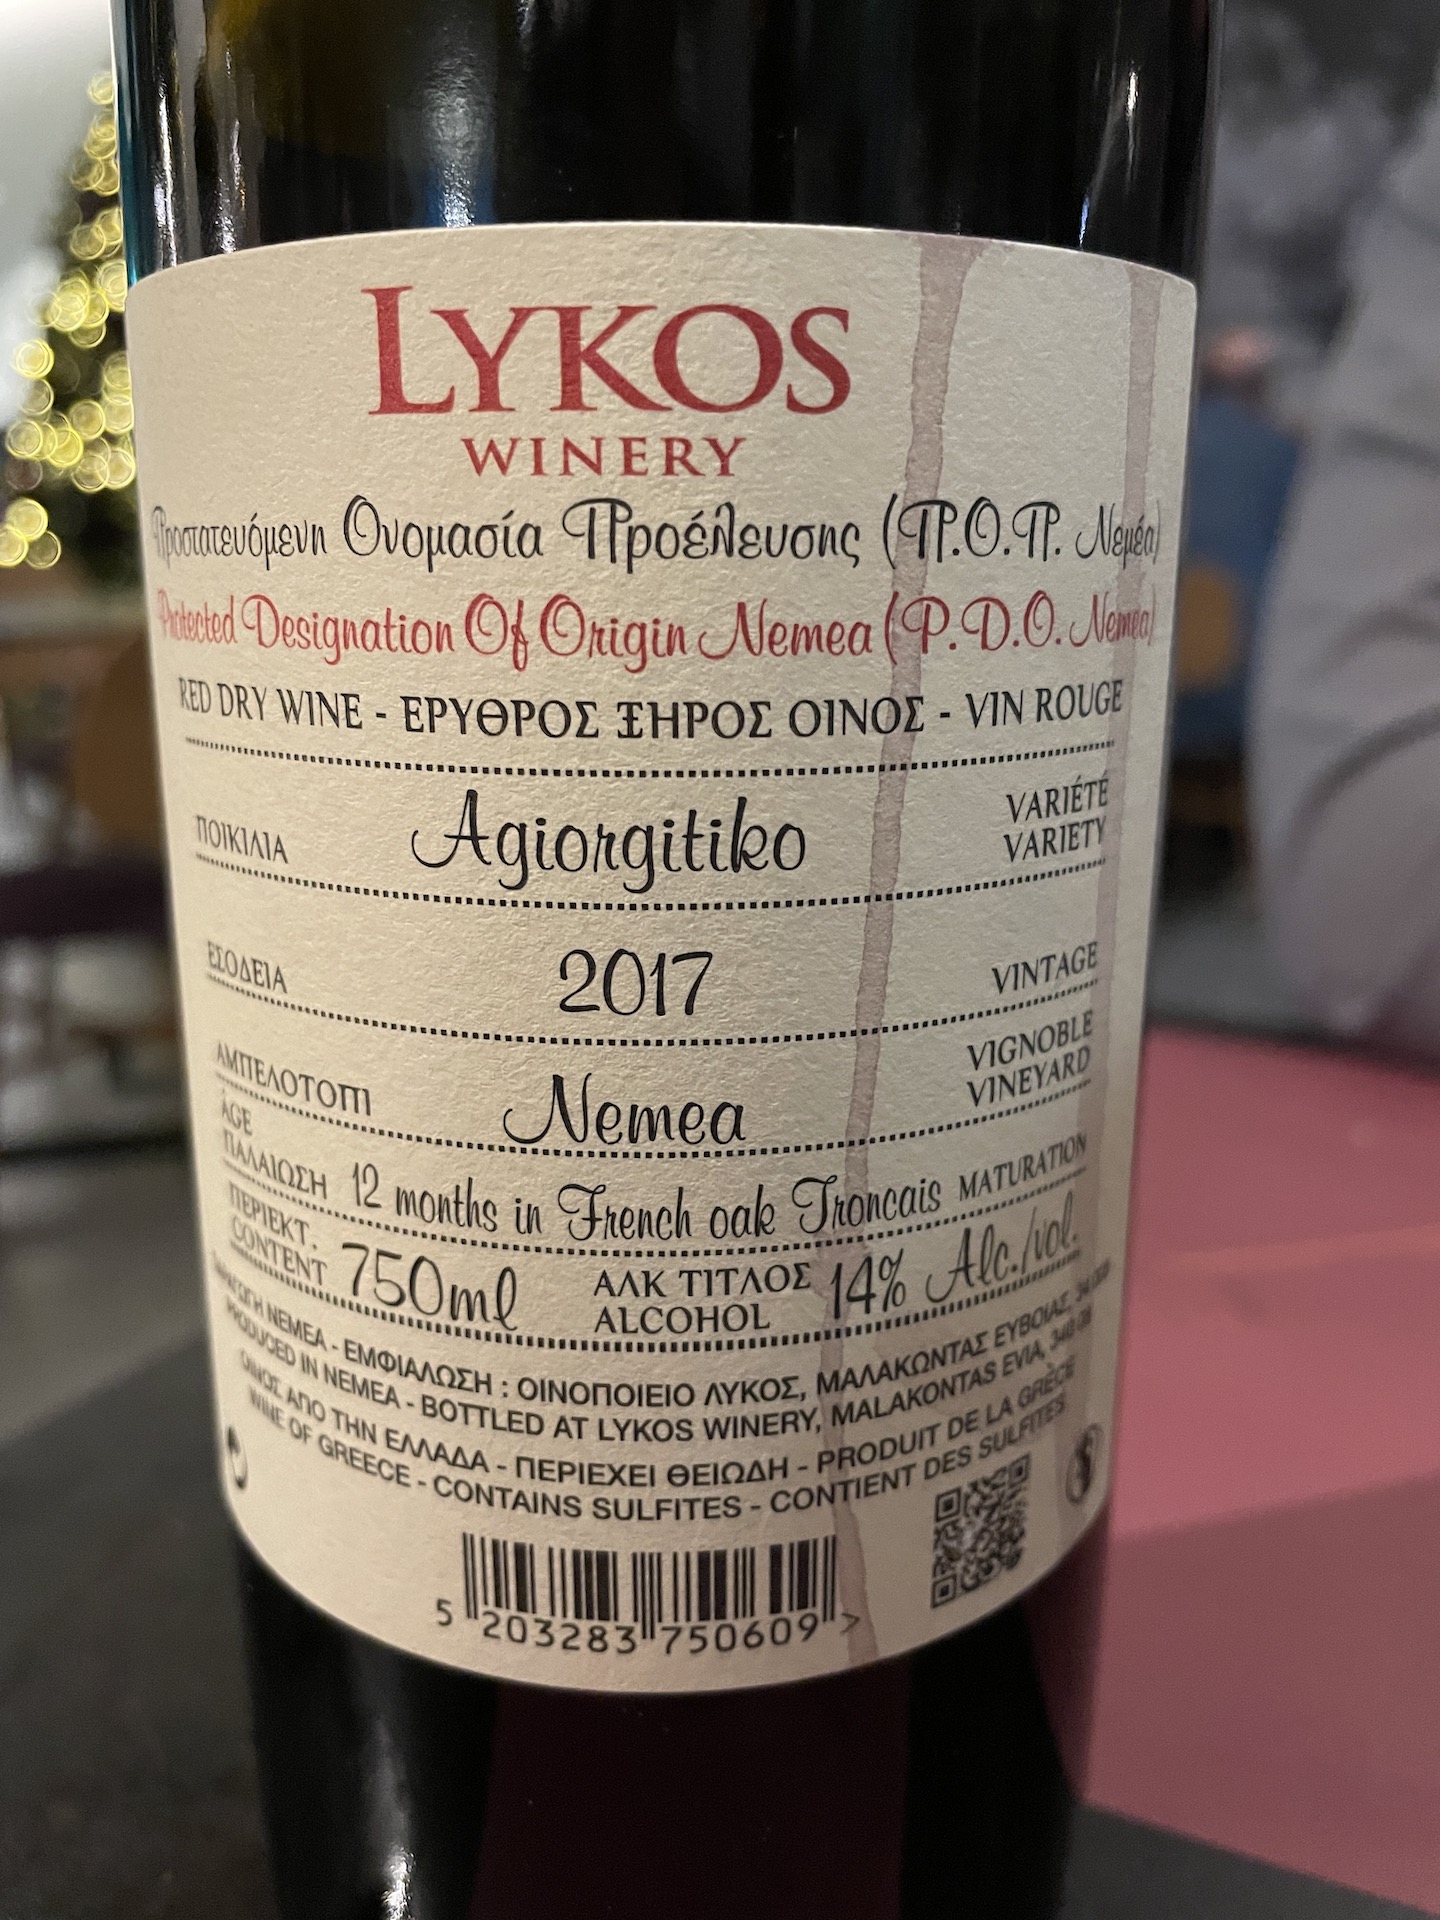 LYKOS
WINERY
Προστατευόμενη Ονομασία Προέλευσης (Π.Ο.Π. Νεμέα)
Protected Designation Of Origin Nemea (P.D.O. Nemea)
RED DRY WINE - ΕΡΥΘΡΟΣ ΞΗΡΟΣ ΟΙΝΟΣ - VIN ROUGE
ΠΟΙΚΙΛΙΑ Agiorgitiko VARIÉTÉ VARIETY
ΕΣΟΔΕΙΑ 2017 VINTAGE
ΑΜΠΕΛΟΤΟΠΙ Nemea VIGNOBLE VINEYARD
ÂGE ΠΑΛΑΙΩΣΗ 12 months in French oak Troncais MATURATION
ΠΕΡΙΕΚΤ. CONTENT 750ml ΑΛΚ ΤΙΤΛΟΣ ALCOHOL 14% Alc./vol.
ΠΑΡΑΓΩΓΗ ΝΕΜΕΑ - ΕΜΦΙΑΛΩΣΗ : ΟΙΝΟΠΟΙΕΙΟ ΛΥΚΟΣ, ΜΑΛΑΚΩΝΤΑΣ ΕΥΒΟΙΑΣ,
PRODUCED IN NEMEA - BOTTLED AT LYKOS WINERY, MALAKONTAS EVIA,
ΟΙΝΟΣ ΑΠΟ ΤΗΝ ΕΛΛΑΔΑ - ΠΕΡΙΕΧΕΙ ΘΕΙΩΔΗ - PRODUIT DE LA GRÈCE
WINE OF GREECE - CONTAINS SULFITES - CONTIENT DES SULFITES
5 203283 750609 >